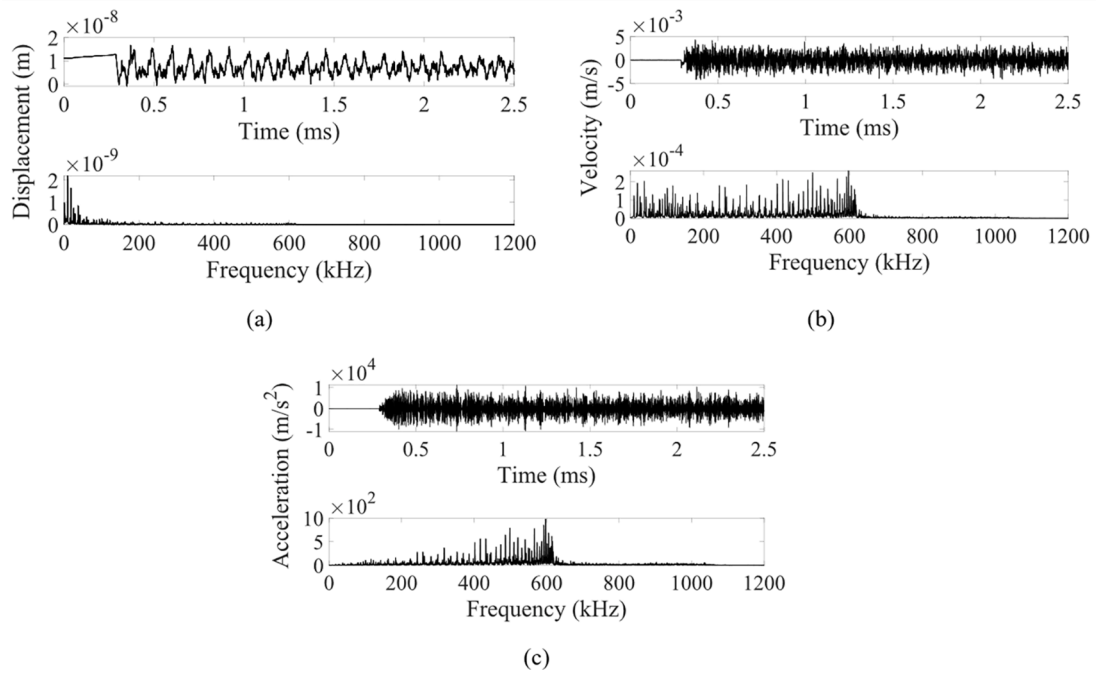 ×10⁻⁸
2
1
0
0 0.5 1 1.5 2 2.5
Time (ms)
Displacement (m)
×10⁻⁹
2
1
0
0 200 400 600 800 1000 1200
Frequency (kHz)
(a)
×10⁻³
5
0
-5
0.5 1 1.5 2 2.5
Time (ms)
Velocity (m/s)
×10⁻⁴
2
1
0
0 200 400 600 800 1000 1200
Frequency (kHz)
(b)
×10⁴
1
0
-1
0 0.5 1 1.5 2 2.5
Time (ms)
Acceleration (m/s²)
×10²
10
5
0
0 200 400 600 800 1000 1200
Frequency (kHz)
(c)